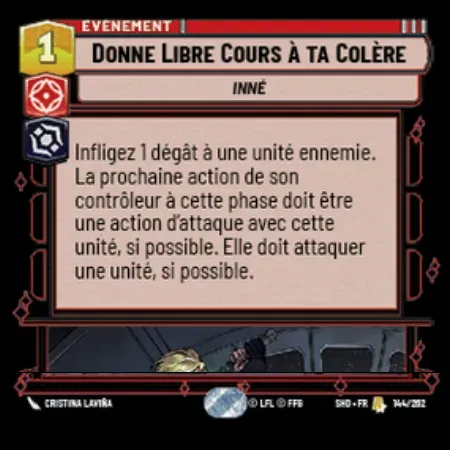 ÉVÉNEMENT
1
DONNE LIBRE COURS À TA COLÈRE
INNÉ
Infligez 1 dégât à une unité ennemie.
La prochaine action de son
contrôleur à cette phase doit être
une action d'attaque avec cette
unité, si possible. Elle doit attaquer
une unité, si possible.
CRISTINA LAVIÑA
© LFL © FFG
SHD • FR
144/262